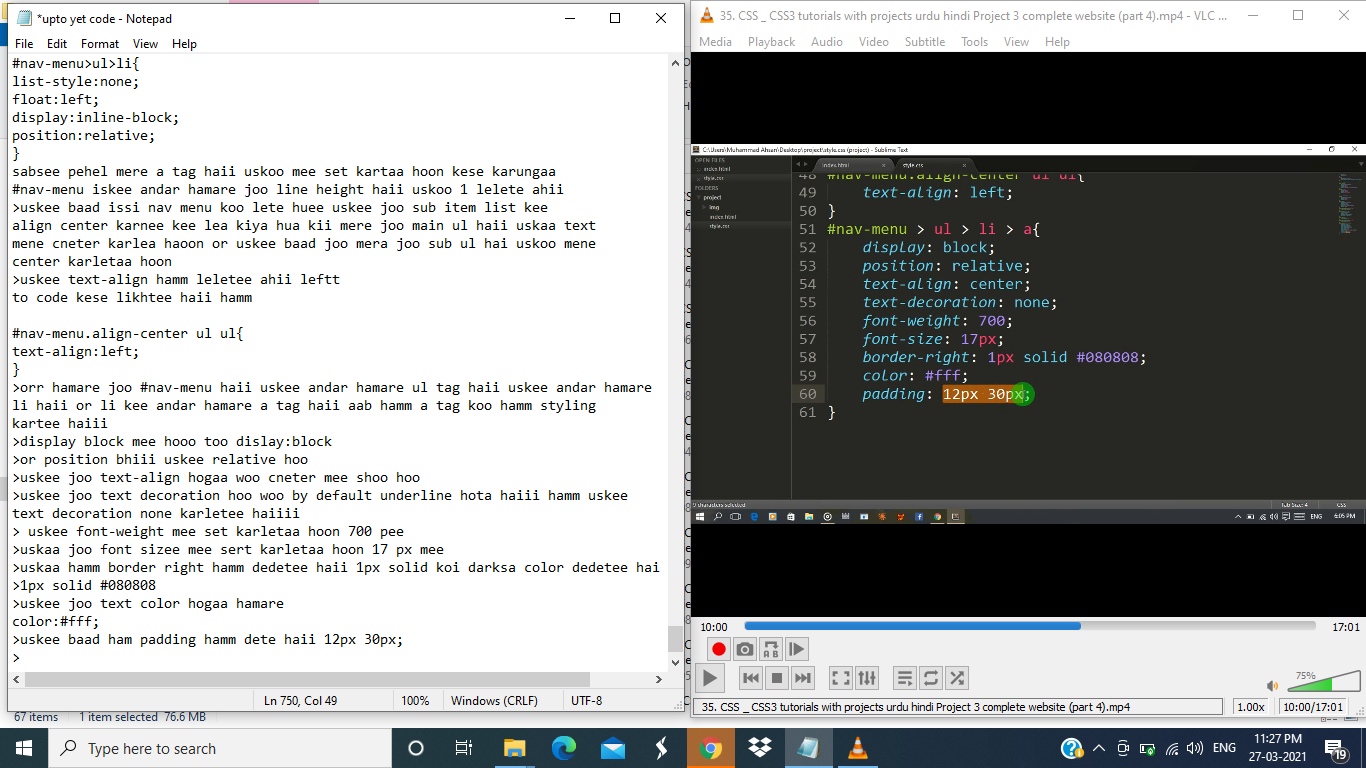 *upto yet code - Notepad
File Edit Format View Help
#nav-menu>ul>li{
list-style:none;
float:left;
display:inline-block;
position:relative;
}
sabsee pehel mere a tag haii uskoo mee set kartaa hoon kese karungaa
#nav-menu iskee andar hamare joo line height haii uskoo 1 lelete ahii
>uskee baad issi nav menu koo lete huee uskee joo sub item list kee
align center karnee kee lea kiya hua kii mere joo main ul haii uskaa text
mene cneter karlea haoon or uskee baad joo mera joo sub ul hai uskoo mene
center karletaa hoon
>uskee text-align hamm leletee ahii leftt
to code kese likhtee haii hamm
#nav-menu.align-center ul ul{
text-align:left;
}
>orr hamare joo #nav-menu haii uskee andar hamare ul tag haii uskee andar hamare
li haii or li kee andar hamare a tag haii aab hamm a tag koo hamm styling
kartee haiii
>display block mee hooo too dislay:block
>or position bhiii uskee relative hoo
>uskee joo text-align hogaa woo cneter mee shoo hoo
>uskee joo text decoration hoo woo by default underline hota haiii hamm uskee
text decoration none karletee haiiii
> uskee font-weight mee set karletaa hoon 700 pee
>uskaa joo font sizee mee sert karletaa hoon 17 px mee
>uskaa hamm border right hamm dedetee haii 1px solid koi darksa color dedetee hai
>1px solid #080808
>uskee joo text color hogaa hamare
color:#fff;
>uskee baad ham padding hamm dete haii 12px 30px;
>
Ln 750, Col 49 100% Windows (CRLF) UTF-8
67 items 1 item selected 76.6 MB
35. CSS _ CSS3 tutorials with projects urdu hindi Project 3 complete website (part 4).mp4 - VLC ...
Media Playback Audio Video Subtitle Tools View Help
C:\Users\Muhammad Ahsan\Desktop\project\style.css (project) - Sublime Text
OPEN FILES
index.html
style.css
FOLDERS
project
img
index.html
style.css
index.html style.css
48 #nav-menu.align-center ul ul{
49 text-align: left;
50 }
51 #nav-menu > ul > li > a{
52 display: block;
53 position: relative;
54 text-align: center;
55 text-decoration: none;
56 font-weight: 700;
57 font-size: 17px;
58 border-right: 1px solid #080808;
59 color: #fff;
60 padding: 12px 30px;
61 }
9 characters selected Tab Size: 4 CSS
ENG 6:05 PM
10:00 17:01
75%
35. CSS _ CSS3 tutorials with projects urdu hindi Project 3 complete website (part 4).mp4 1.00x 10:00/17:01
Type here to search
ENG 11:27 PM
27-03-2021
19